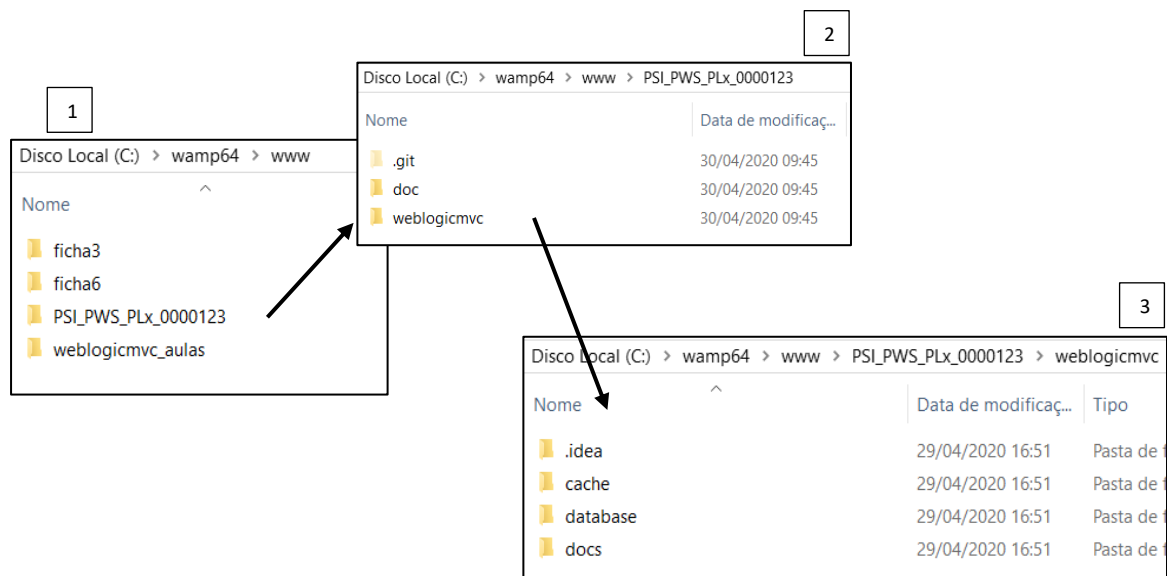 1
Disco Local (C:) > wamp64 > www
Nome
ficha3
ficha6
PSI_PWS_PLx_0000123
weblogicmvc_aulas
2
Disco Local (C:) > wamp64 > www > PSI_PWS_PLx_0000123
Nome Data de modificaç...
.git 30/04/2020 09:45
doc 30/04/2020 09:45
weblogicmvc 30/04/2020 09:45
3
Disco Local (C:) > wamp64 > www > PSI_PWS_PLx_0000123 > weblogicmvc
Nome Data de modificaç... Tipo
.idea 29/04/2020 16:51 Pasta de
cache 29/04/2020 16:51 Pasta de
database 29/04/2020 16:51 Pasta de
docs 29/04/2020 16:51 Pasta de